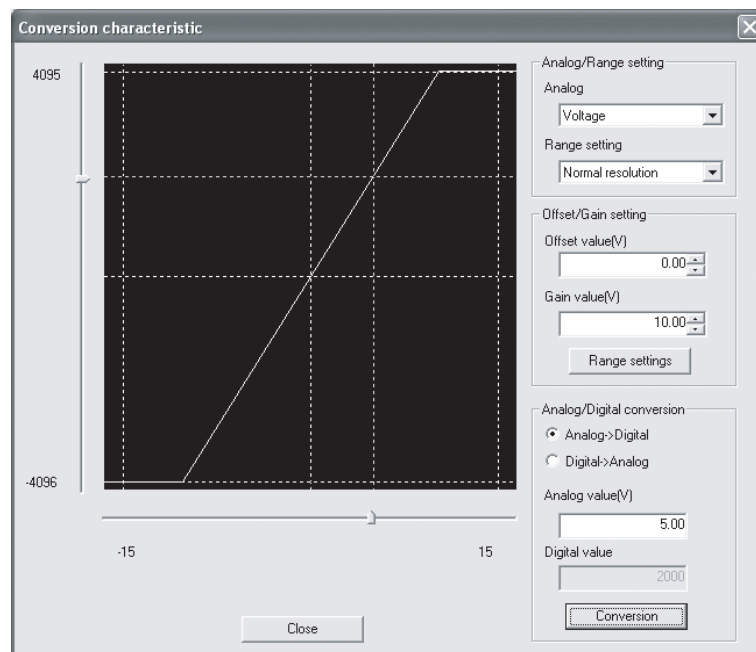 Conversion characteristic
4095
-4096
-15
15
Close
Analog/Range setting
Analog
Voltage
Range setting
Normal resolution
Offset/Gain setting
Offset value(V)
0.00
Gain value(V)
10.00
Range settings
Analog/Digital conversion
Analog->Digital
Digital->Analog
Analog value(V)
5.00
Digital value
2000
Conversion